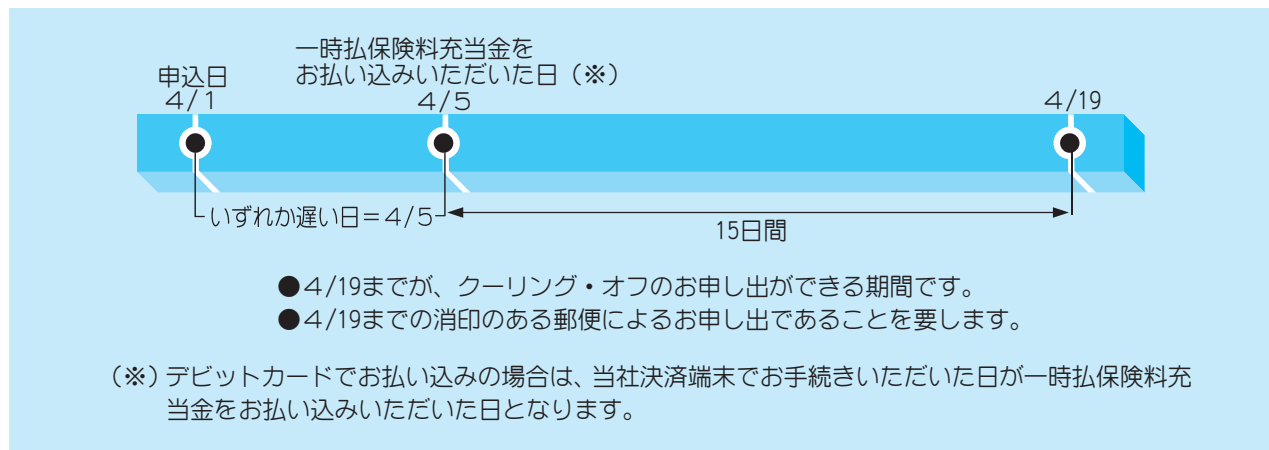 一時払保険料充当金を
お払い込みいただいた日（※）
申込日
４/１
４/５
４/19
いずれか遅い日＝４/５
15日間
●４/19までが、クーリング・オフのお申し出ができる期間です。
●４/19までの消印のある郵便によるお申し出であることを要します。
（※）デビットカードでお払い込みの場合は、当社決済端末でお手続きいただいた日が一時払保険料充
当金をお払い込みいただいた日となります。